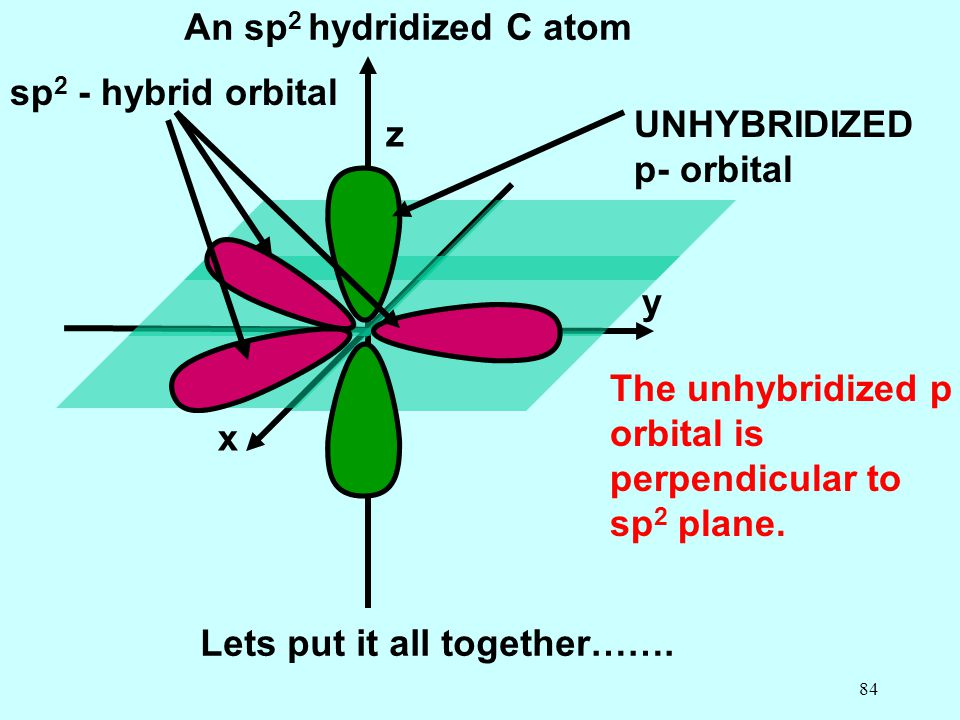 An sp² hydridized C atom
sp² - hybrid orbital
z
UNHYBRIDIZED
p- orbital
y
The unhybridized p
orbital is
perpendicular to
sp² plane.
x
Lets put it all together…….
84